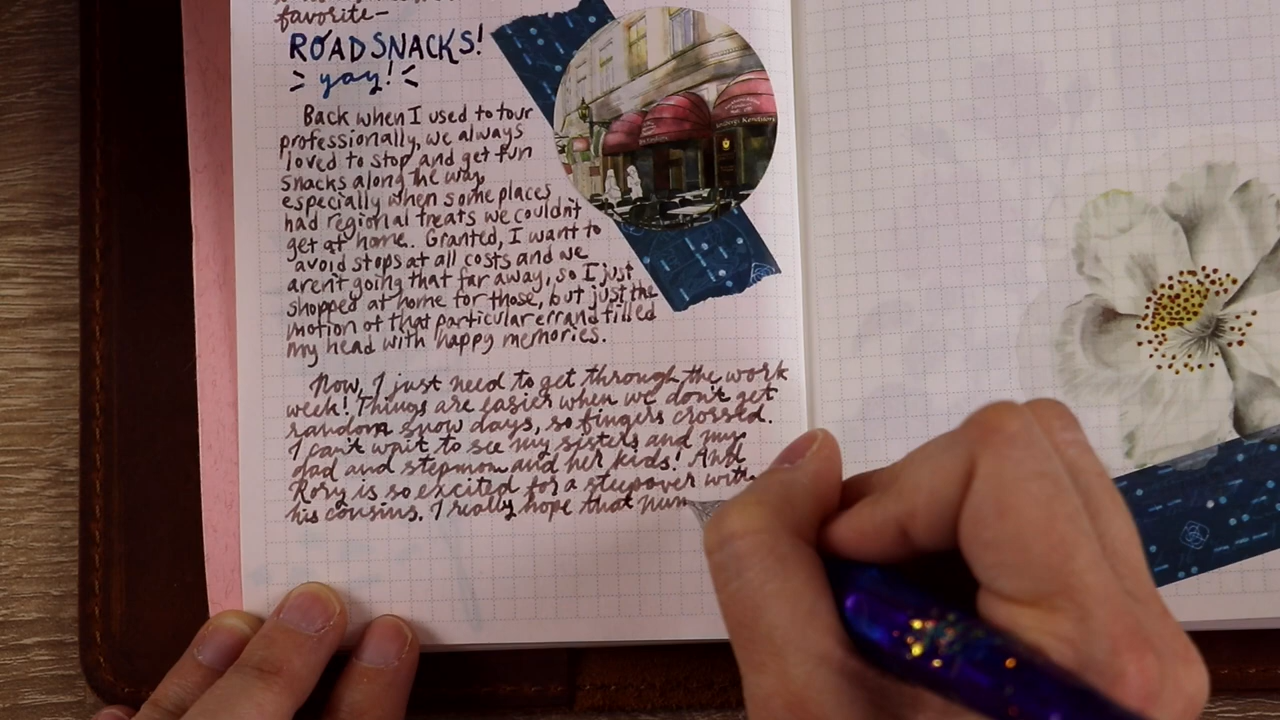 favorite-
ROAD SNACKS!
yay!
Back when I used to tour
professionally, we always
loved to stop and get fun
snacks along the way,
especially when some places
had regional treats we couldn't
get at home. Granted, I want to
avoid stops at all costs and we
aren't going that far away, so I just
shopped at home for those, but just the
motion of that particular errand filled
my head with happy memories.
Now, I just need to get through the work
week! Things are easier when we don't get
random snow days, so fingers crossed.
I can't wait to see my sisters and my
dad and stepmom and her kids! And
Rory is so excited for a sleepover with
his cousins. I really hope that num